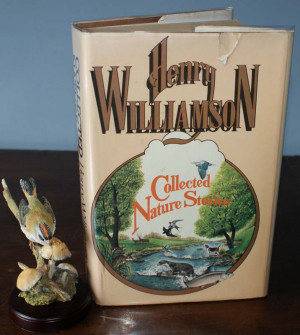 Henry
WILLIAMSON
Collected
Nature Stories